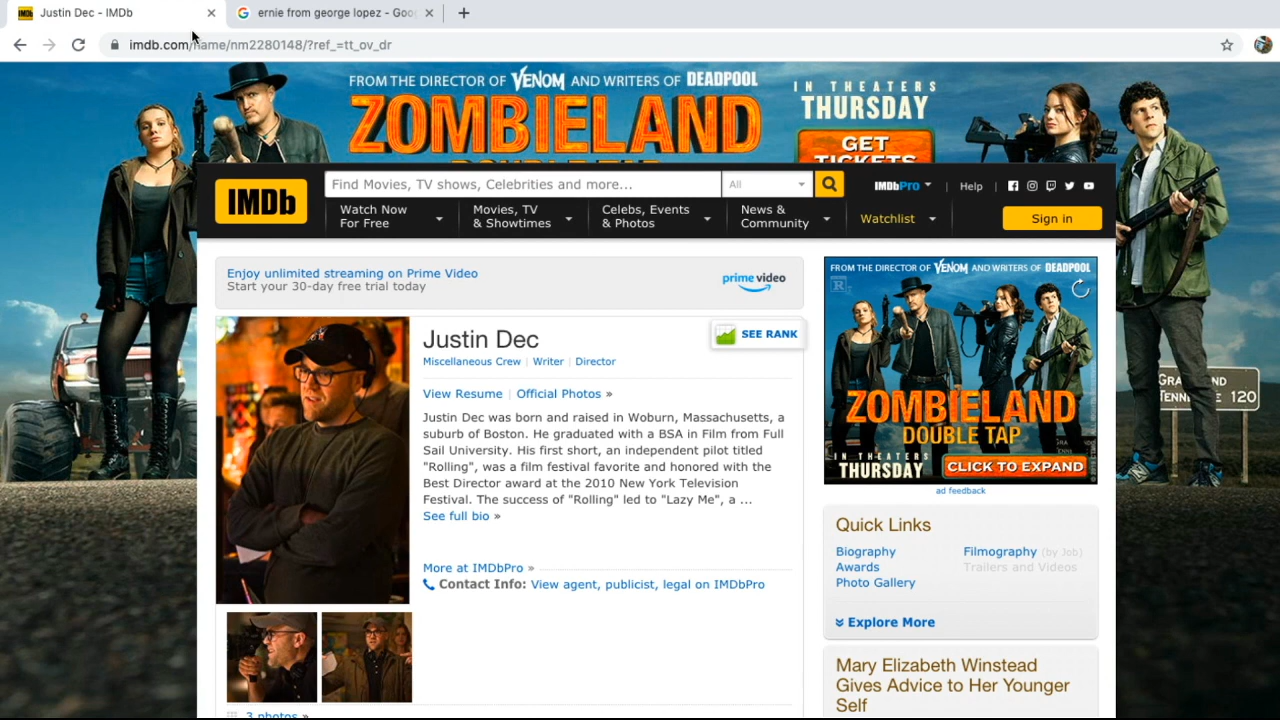 Justin Dec - IMDb
ernie from george lopez - Goo
imdb.com/name/nm2280148/?ref_=tt_ov_dr
FROM THE DIRECTOR OF VENOM AND WRITERS OF DEADPOOL
ZOMBIELAND
DOUBLE TAP
IN THEATERS
THURSDAY
GET
TICKETS
IMDb
Find Movies, TV shows, Celebrities and more...
All
IMDbPro
Help
Watch Now
For Free
Movies, TV
& Showtimes
Celebs, Events
& Photos
News &
Community
Watchlist
Sign in
Enjoy unlimited streaming on Prime Video
Start your 30-day free trial today
prime video
Justin Dec
SEE RANK
Miscellaneous Crew | Writer | Director
View Resume | Official Photos »
Justin Dec was born and raised in Woburn, Massachusetts, a
suburb of Boston. He graduated with a BSA in Film from Full
Sail University. His first short, an independent pilot titled
"Rolling", was a film festival favorite and honored with the
Best Director award at the 2010 New York Television
Festival. The success of "Rolling" led to "Lazy Me", a ...
See full bio »
More at IMDbPro »
Contact Info: View agent, publicist, legal on IMDbPro
3 photos »
FROM THE DIRECTOR OF VENOM AND WRITERS OF DEADPOOL
R
ZOMBIELAND
DOUBLE TAP
IN THEATERS
THURSDAY
CLICK TO EXPAND
ad feedback
Quick Links
Biography
Awards
Photo Gallery
Filmography (by Job)
Trailers and Videos
Explore More
Mary Elizabeth Winstead
Gives Advice to Her Younger
Self
120